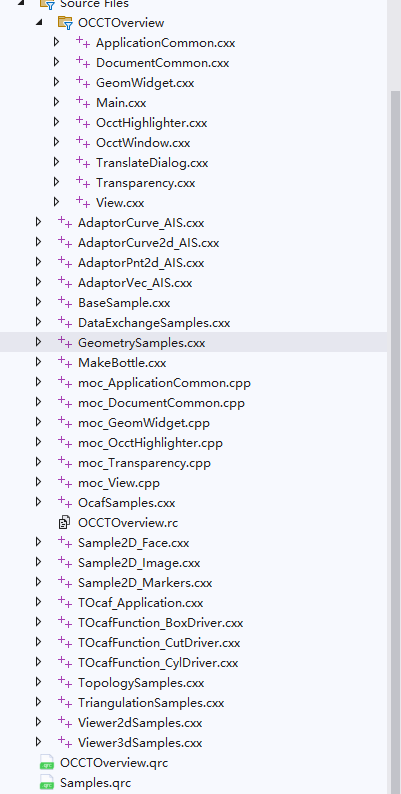 Source Files
OCCTOverview
ApplicationCommon.cxx
DocumentCommon.cxx
GeomWidget.cxx
Main.cxx
OcctHighlighter.cxx
OcctWindow.cxx
TranslateDialog.cxx
Transparency.cxx
View.cxx
AdaptorCurve_AIS.cxx
AdaptorCurve2d_AIS.cxx
AdaptorPnt2d_AIS.cxx
AdaptorVec_AIS.cxx
BaseSample.cxx
DataExchangeSamples.cxx
GeometrySamples.cxx
MakeBottle.cxx
moc_ApplicationCommon.cpp
moc_DocumentCommon.cpp
moc_GeomWidget.cpp
moc_OcctHighlighter.cpp
moc_Transparency.cpp
moc_View.cpp
OcafSamples.cxx
OCCTOverview.rc
Sample2D_Face.cxx
Sample2D_Image.cxx
Sample2D_Markers.cxx
TOcaf_Application.cxx
TOcafFunction_BoxDriver.cxx
TOcafFunction_CutDriver.cxx
TOcafFunction_CylDriver.cxx
TopologySamples.cxx
TriangulationSamples.cxx
Viewer2dSamples.cxx
Viewer3dSamples.cxx
OCCTOverview.qrc
Samples.qrc